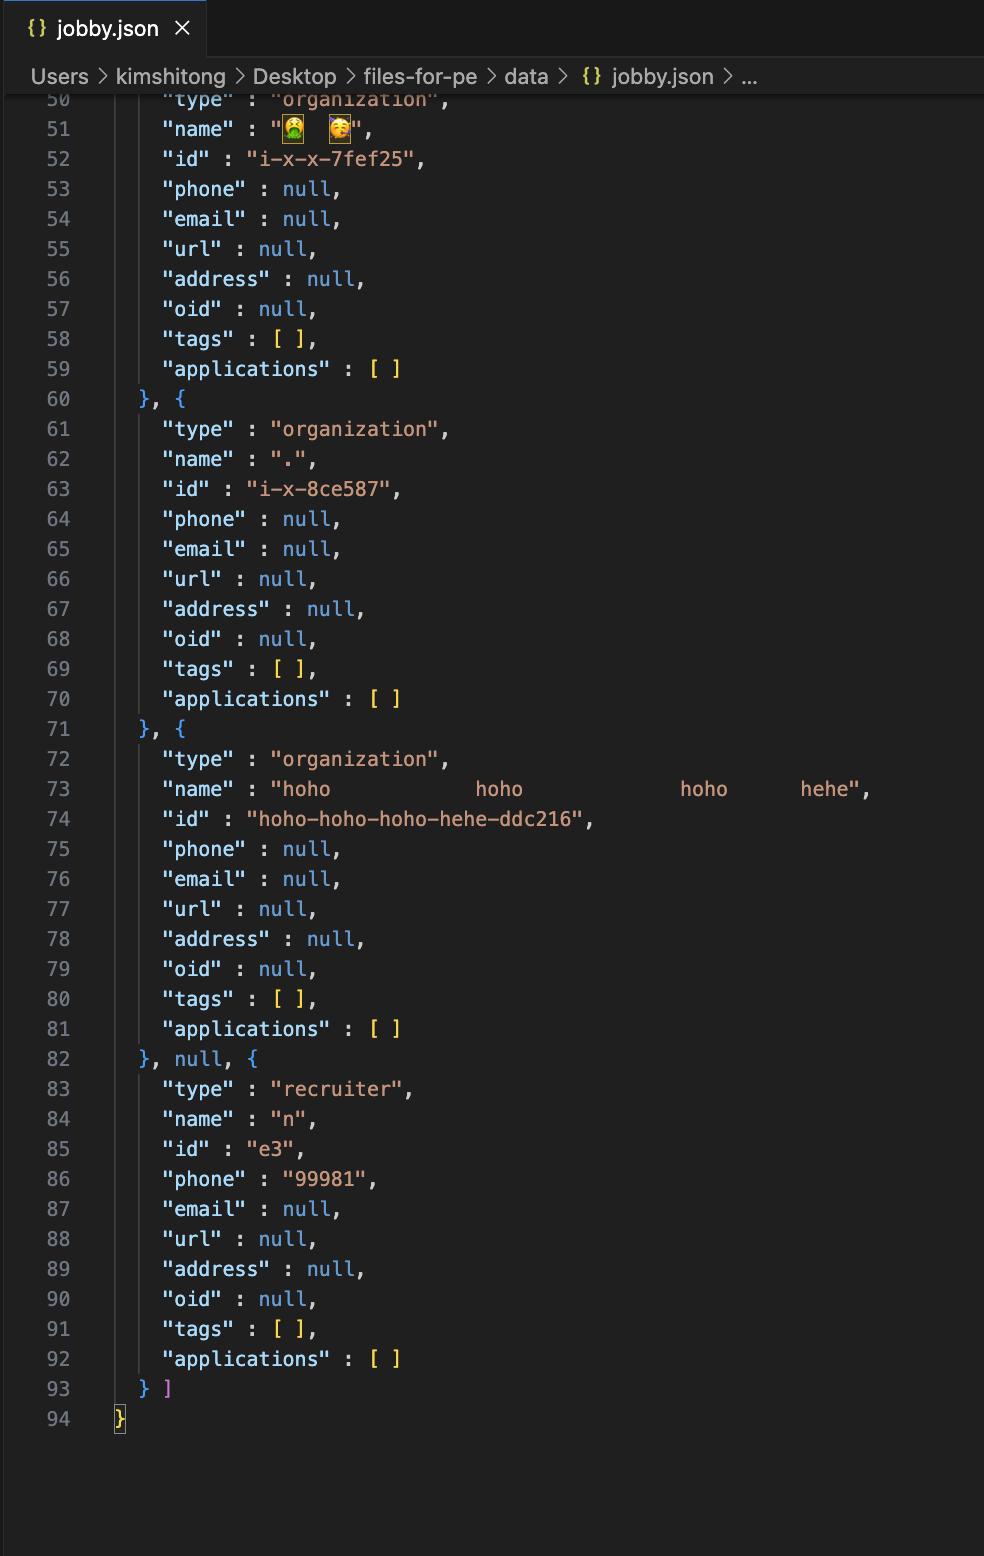 {} jobby.json ×
Users > kimshitong > Desktop > files-for-pe > data > {} jobby.json > ...
50 "type" : "organization",
51 "name" : "🤮  🥳",
52 "id" : "i-x-x-7fef25",
53 "phone" : null,
54 "email" : null,
55 "url" : null,
56 "address" : null,
57 "oid" : null,
58 "tags" : [ ],
59 "applications" : [ ]
60 }, {
61 "type" : "organization",
62 "name" : ".",
63 "id" : "i-x-8ce587",
64 "phone" : null,
65 "email" : null,
66 "url" : null,
67 "address" : null,
68 "oid" : null,
69 "tags" : [ ],
70 "applications" : [ ]
71 }, {
72 "type" : "organization",
73 "name" : "hoho            hoho             hoho      hehe",
74 "id" : "hoho-hoho-hoho-hehe-ddc216",
75 "phone" : null,
76 "email" : null,
77 "url" : null,
78 "address" : null,
79 "oid" : null,
80 "tags" : [ ],
81 "applications" : [ ]
82 }, null, {
83 "type" : "recruiter",
84 "name" : "n",
85 "id" : "e3",
86 "phone" : "99981",
87 "email" : null,
88 "url" : null,
89 "address" : null,
90 "oid" : null,
91 "tags" : [ ],
92 "applications" : [ ]
93 } ]
94 }